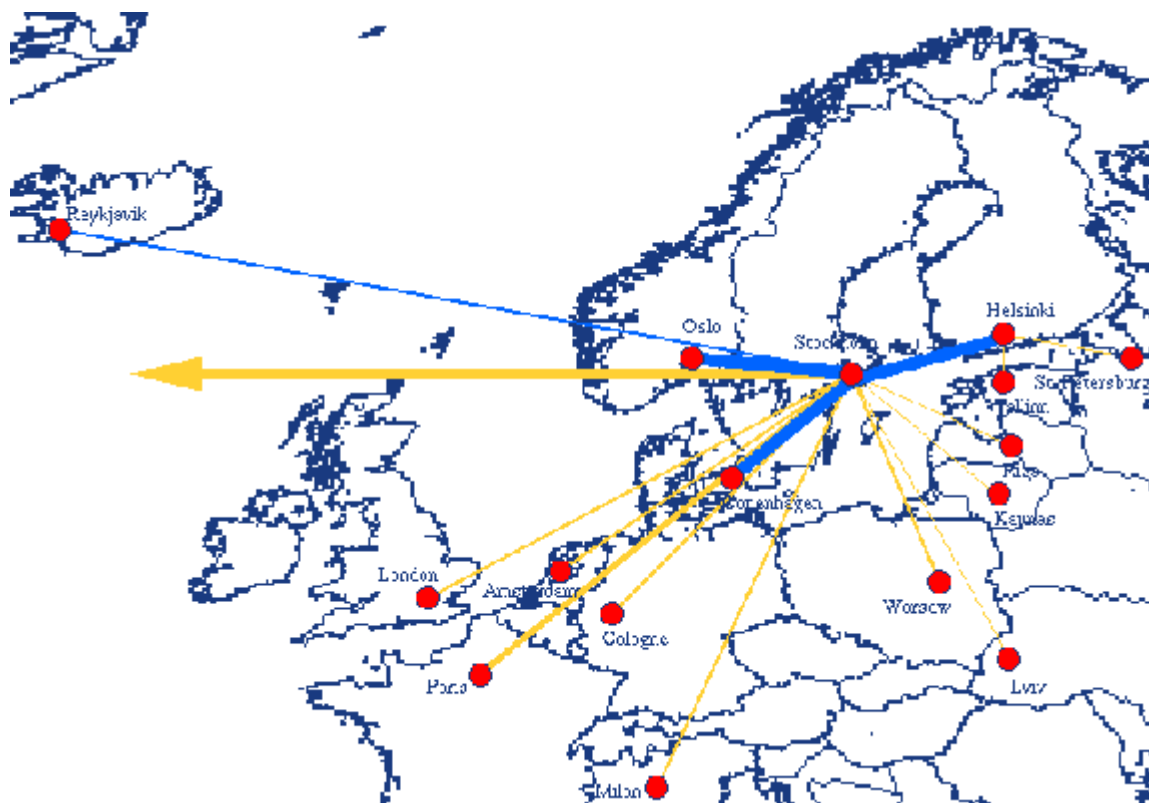 Reykjavik
Helsinki
Oslo
Stockholm
St. Petersburg
Tallinn
Riga
Copenhagen
Kaunas
London
Amsterdam
Warsaw
Cologne
Paris
Lviv
Milan